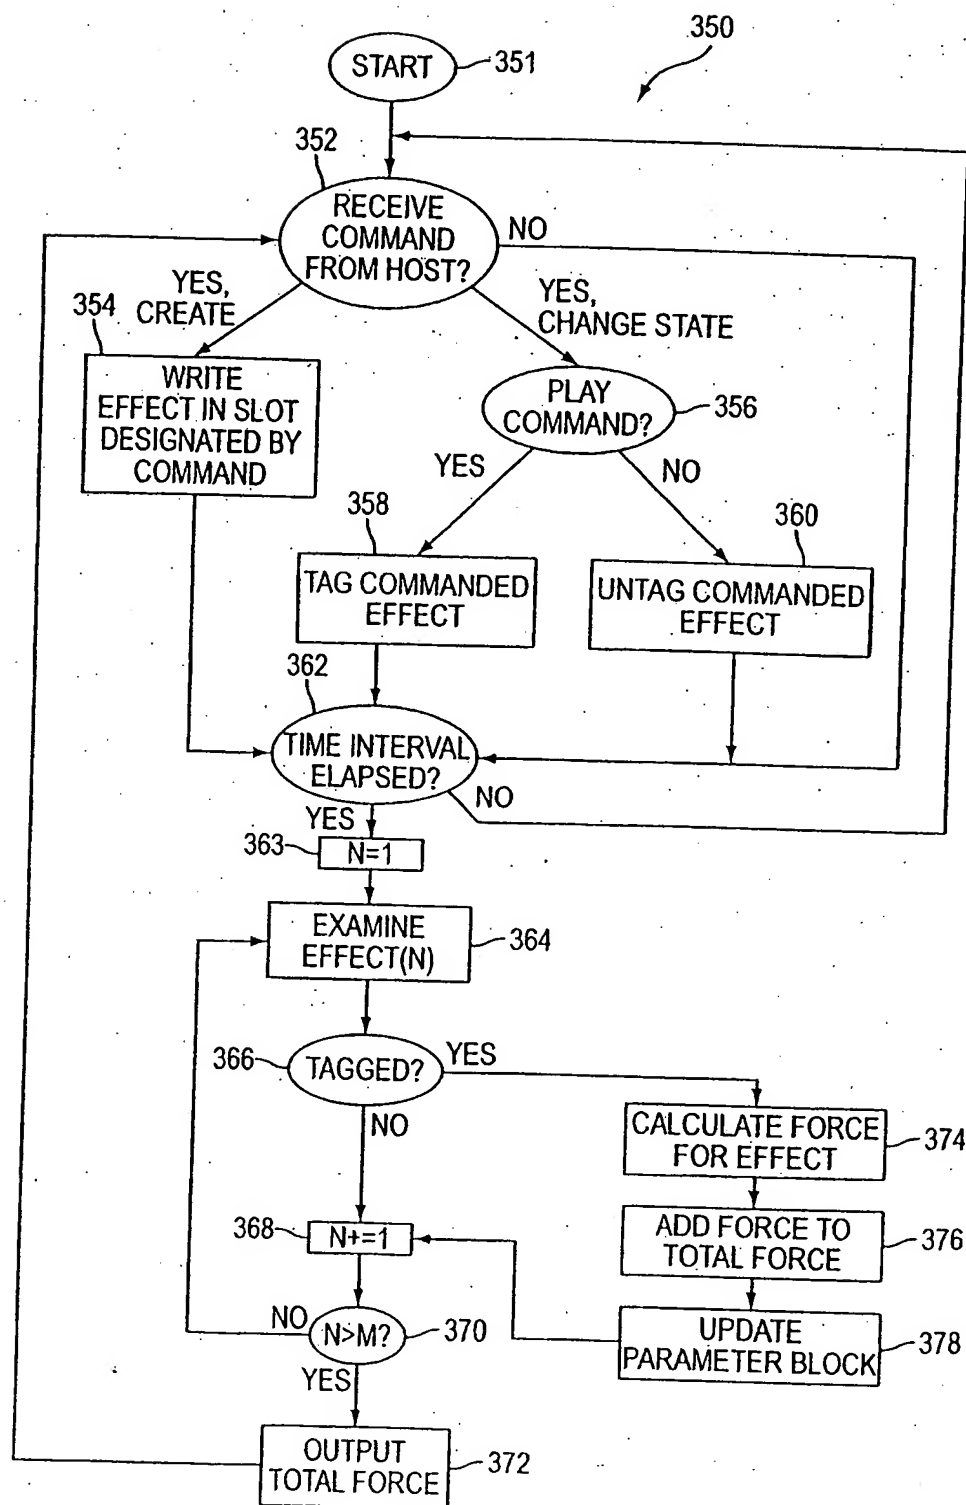 350
START
351
352
RECEIVE
COMMAND
FROM HOST?
NO
YES,
CREATE
YES,
CHANGE STATE
354
WRITE
EFFECT IN SLOT
DESIGNATED BY
COMMAND
PLAY
COMMAND?
356
YES
NO
358
TAG COMMANDED
EFFECT
360
UNTAG COMMANDED
EFFECT
362
TIME INTERVAL
ELAPSED?
NO
YES
363
N=1
EXAMINE
EFFECT(N)
364
366
TAGGED?
YES
NO
CALCULATE FORCE
FOR EFFECT
374
368
N+=1
ADD FORCE TO
TOTAL FORCE
376
NO
N>M?
370
UPDATE
PARAMETER BLOCK
378
YES
OUTPUT
TOTAL FORCE
372